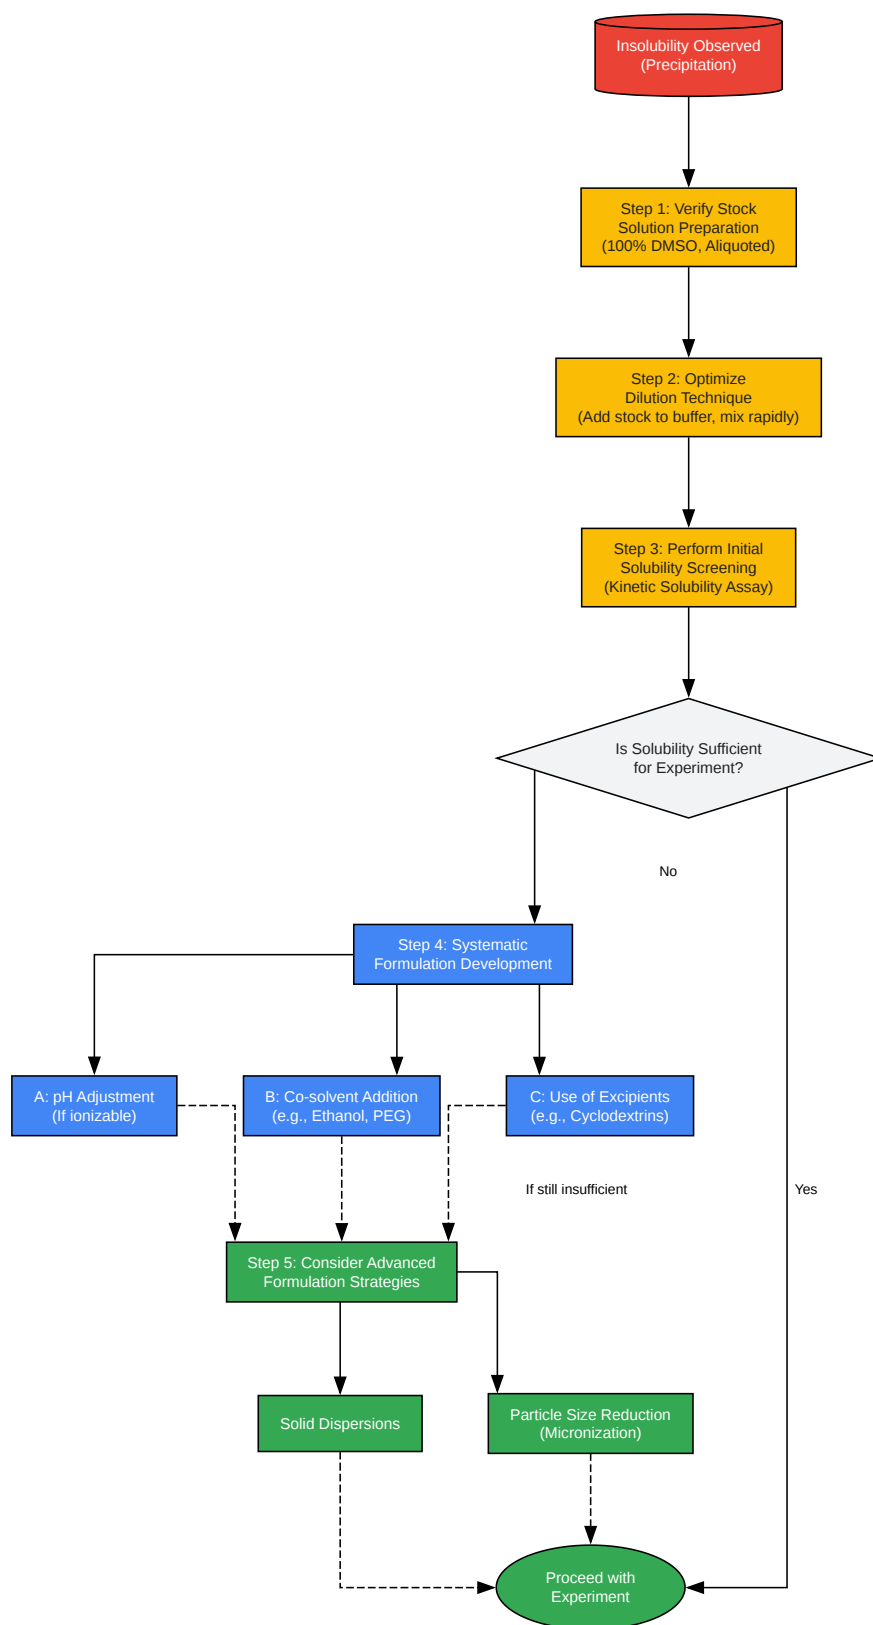 Insolubility Observed
(Precipitation)
Step 1: Verify Stock
Solution Preparation
(100% DMSO, Aliquoted)
Step 2: Optimize
Dilution Technique
(Add stock to buffer, mix rapidly)
Step 3: Perform Initial
Solubility Screening
(Kinetic Solubility Assay)
Is Solubility Sufficient
for Experiment?
No
Step 4: Systematic
Formulation Development
A: pH Adjustment
(If ionizable)
B: Co-solvent Addition
(e.g., Ethanol, PEG)
C: Use of Excipients
(e.g., Cyclodextrins)
If still insufficient
Yes
Step 5: Consider Advanced
Formulation Strategies
Solid Dispersions
Particle Size Reduction
(Micronization)
Proceed with
Experiment